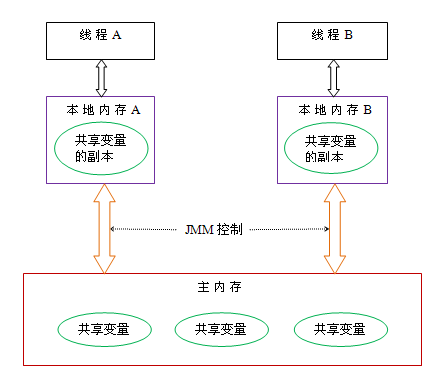 线程 A
线程 B
本地内存 A
本地内存 B
共享变量
的副本
共享变量
的副本
JMM 控制
主内存
共享变量
共享变量
共享变量